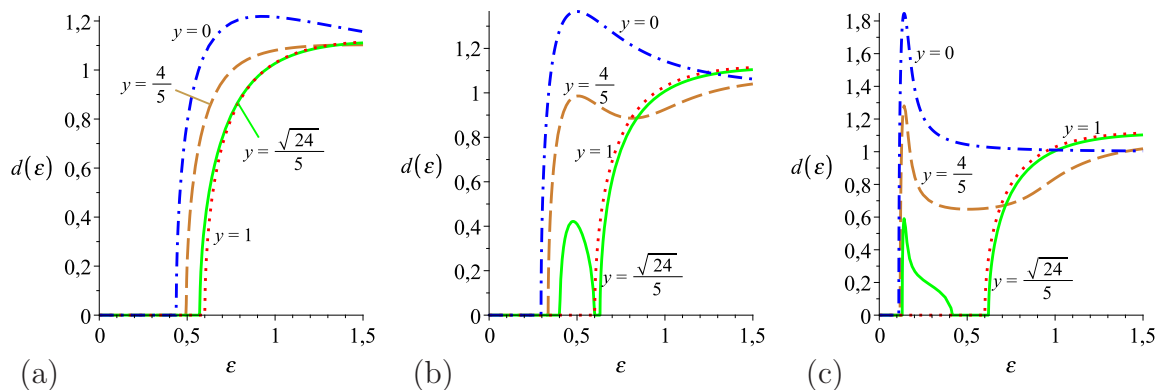 1,2
1
0,8
0,6
0,4
0,2
0
d(ε)
y = 0
y = 4/5
y = √24/5
y = 1
0
0,5
1
1,5
ε
(a)
1,2
1
0,8
0,6
0,4
0,2
0
d(ε)
y = 0
y = 4/5
y = 1
y = √24/5
0
0,5
1
1,5
ε
(b)
1,8
1,6
1,4
1,2
1
0,8
0,6
0,4
0,2
0
d(ε)
y = 0
y = 1
y = 4/5
y = √24/5
0
0,5
1
1,5
ε
(c)